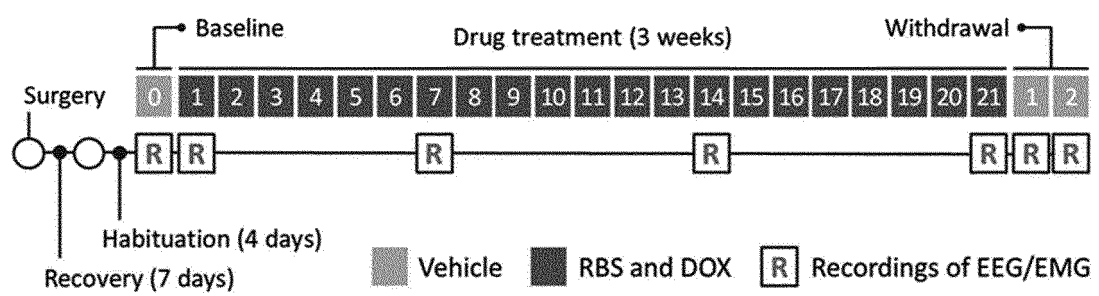 Baseline
Drug treatment (3 weeks)
Withdrawal
Surgery
0 1 2 3 4 5 6 7 8 9 10 11 12 13 14 15 16 17 18 19 20 21 1 2
R R R R R R R
Habituation (4 days)
Recovery (7 days)
Vehicle
RBS and DOX
R Recordings of EEG/EMG